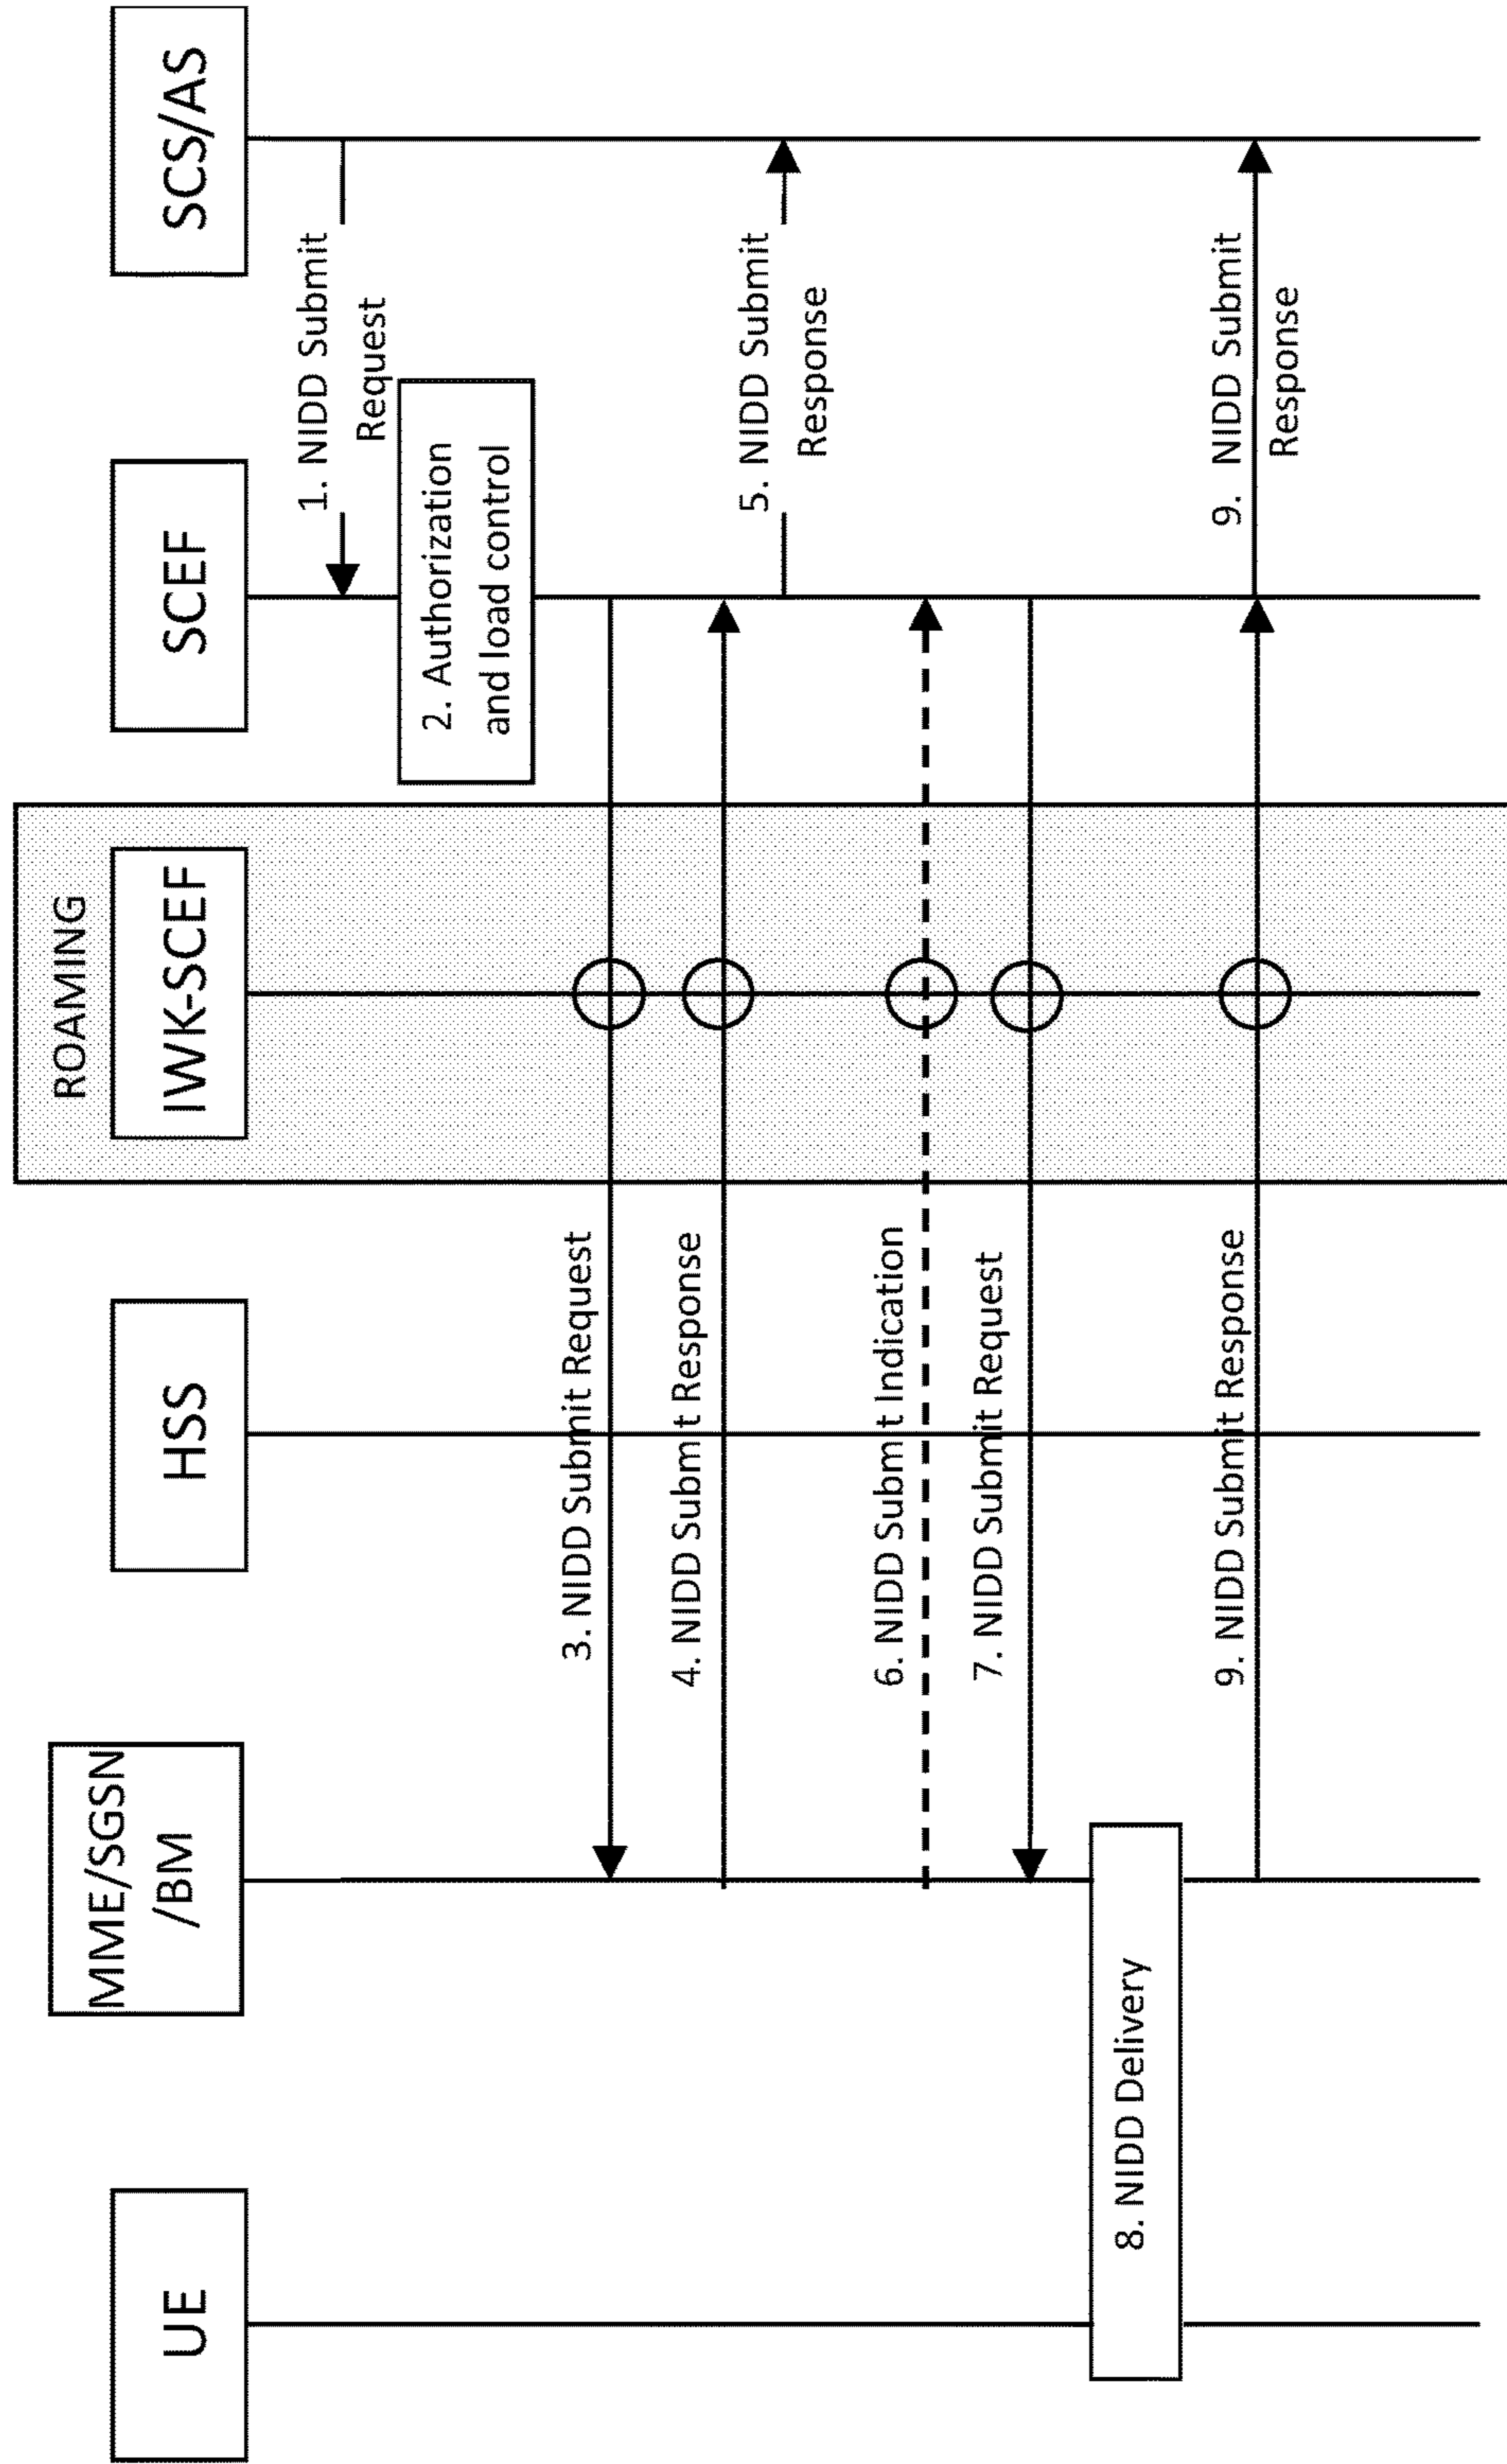 UE
MME/SGSN
/BM
HSS
ROAMING
IWK-SCEF
SCEF
SCS/AS
1. NIDD Submit
Request
2. Authorization
and load control
3. NIDD Submit Request
4. NIDD Subm t Response
5. NIDD Submit
Response
6. NIDD Subm t Indication
7. NIDD Submit Request
8. NIDD Delivery
9. NIDD Submit Response
9. NIDD Submit
Response